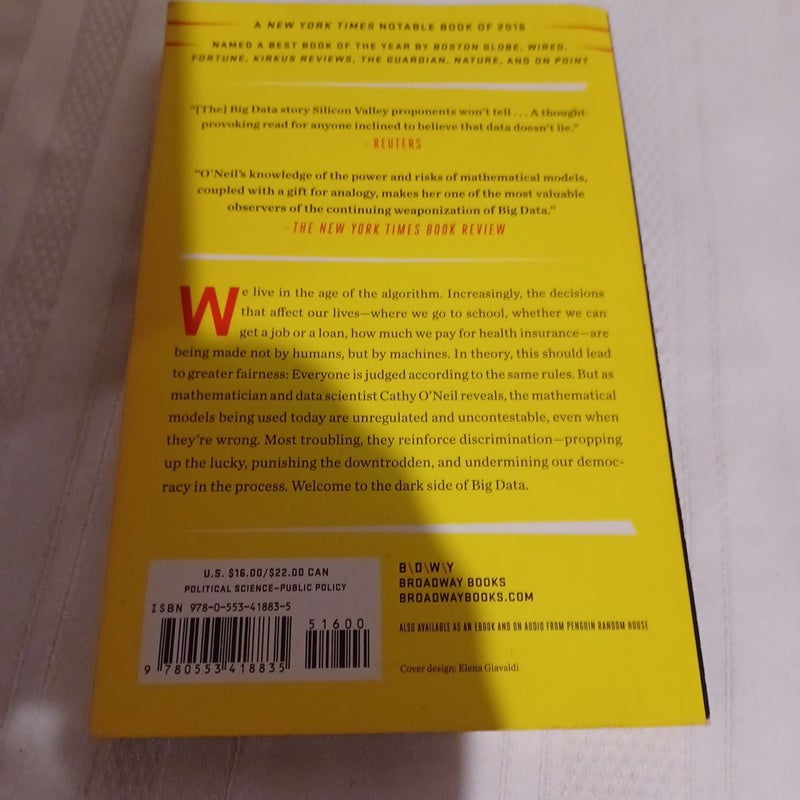 A NEW YORK TIMES NOTABLE BOOK OF 2016
NAMED A BEST BOOK OF THE YEAR BY BOSTON GLOBE, WIRED,
FORTUNE, KIRKUS REVIEWS, THE GUARDIAN, NATURE, AND ON POINT
“[The] Big Data story Silicon Valley proponents won’t tell . . . A thought-
provoking read for anyone inclined to believe that data doesn’t lie.”
—REUTERS
“O’Neil’s knowledge of the power and risks of mathematical models,
coupled with a gift for analogy, makes her one of the most valuable
observers of the continuing weaponization of Big Data.”
—THE NEW YORK TIMES BOOK REVIEW
We live in the age of the algorithm. Increasingly, the decisions
that affect our lives—where we go to school, whether we can
get a job or a loan, how much we pay for health insurance—are
being made not by humans, but by machines. In theory, this should lead
to greater fairness: Everyone is judged according to the same rules. But as
mathematician and data scientist Cathy O’Neil reveals, the mathematical
models being used today are unregulated and uncontestable, even when
they’re wrong. Most troubling, they reinforce discrimination—propping
up the lucky, punishing the downtrodden, and undermining our democ-
racy in the process. Welcome to the dark side of Big Data.
U.S. $16.00/$22.00 CAN
POLITICAL SCIENCE—PUBLIC POLICY
ISBN 978-0-553-41883-5
51600
9 780553 418835
B\D\W\Y
BROADWAY BOOKS
BROADWAYBOOKS.COM
ALSO AVAILABLE AS AN EBOOK AND ON AUDIO FROM PENGUIN RANDOM HOUSE
Cover design: Elena Giavaldi